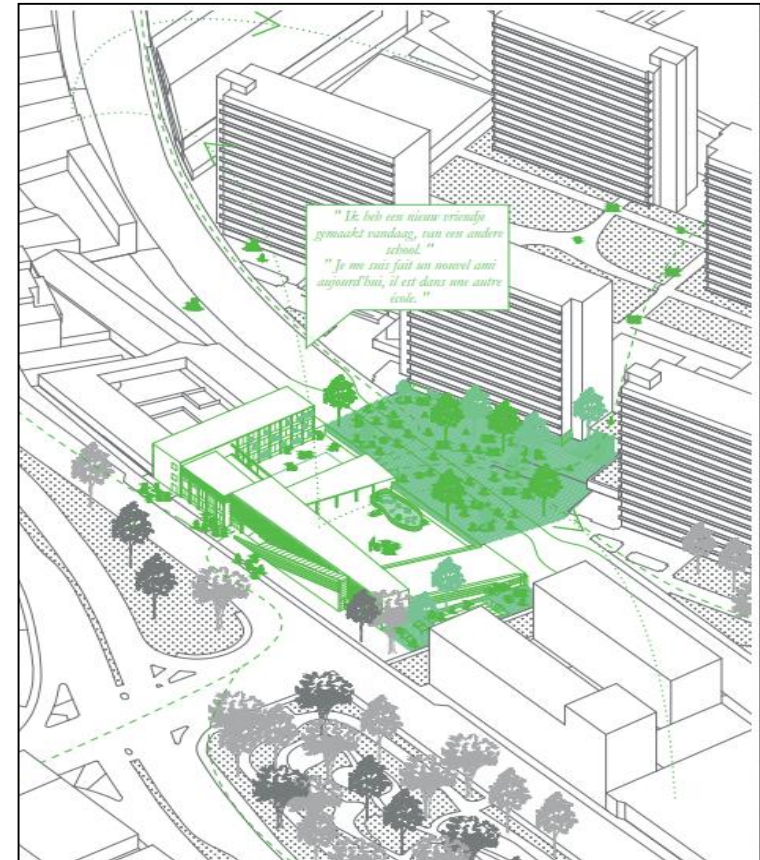 " Ik heb een nieuw vriendje
gemaakt vandaag, van een andere
school. "
" Je me suis fait un nouvel ami
aujourd'hui, il est dans une autre
école. "